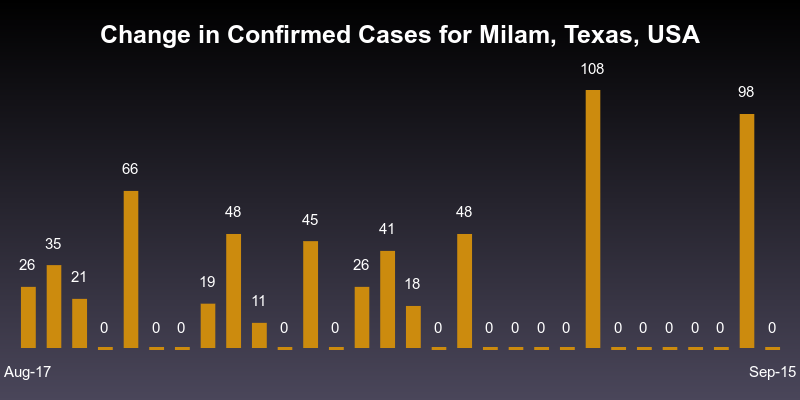 Change in Confirmed Cases for Milam, Texas, USA
108
98
66
48 45 48
35 41
26 21 19 11 26 18
0 0 0 0 0 0 0 0 0 0 0 0 0 0 0 0
Aug-17 Sep-15